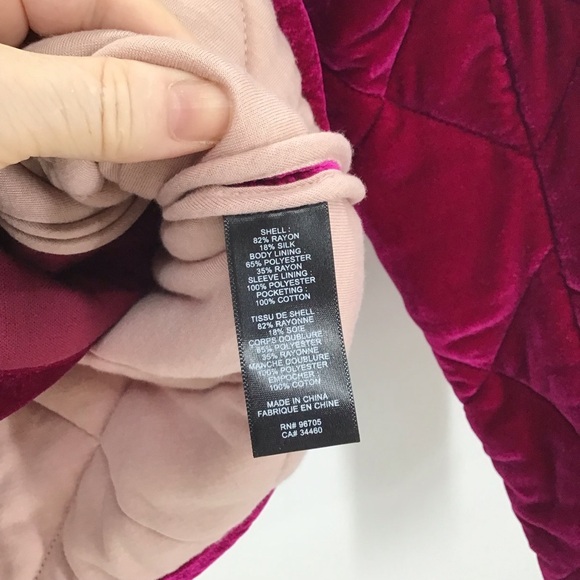 SHELL :
82% RAYON
18% SILK
BODY LINING :
65% POLYESTER
35% RAYON
SLEEVE LINING :
100% POLYESTER
POCKETING :
100% COTTON
TISSU DE SHELL :
82% RAYONNE
18% SOIE
CORPS DOUBLURE :
65% POLYESTER
35% RAYONNE
MANCHE DOUBLURE :
100% POLYESTER
EMPOCHER :
100% COTON
MADE IN CHINA
FABRIQUE EN CHINE
RN# 96705
CA# 34460